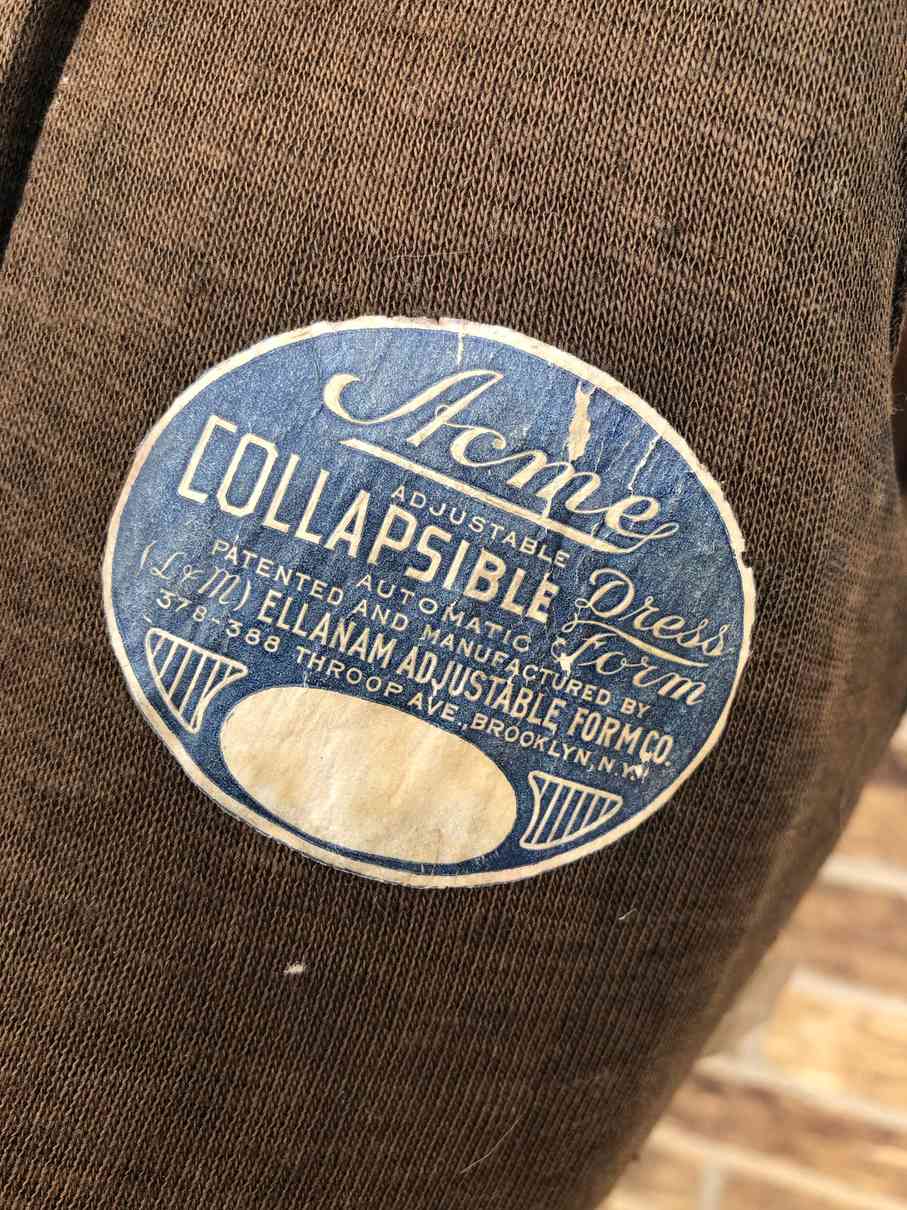 Acme
ADJUSTABLE
COLLAPSIBLE
AUTOMATIC
Dress
Form
PATENTED AND MANUFACTURED BY
(L & M) ELLANAM ADJUSTABLE FORM CO.
378-388 THROOP AVE., BROOKLYN, N.Y.